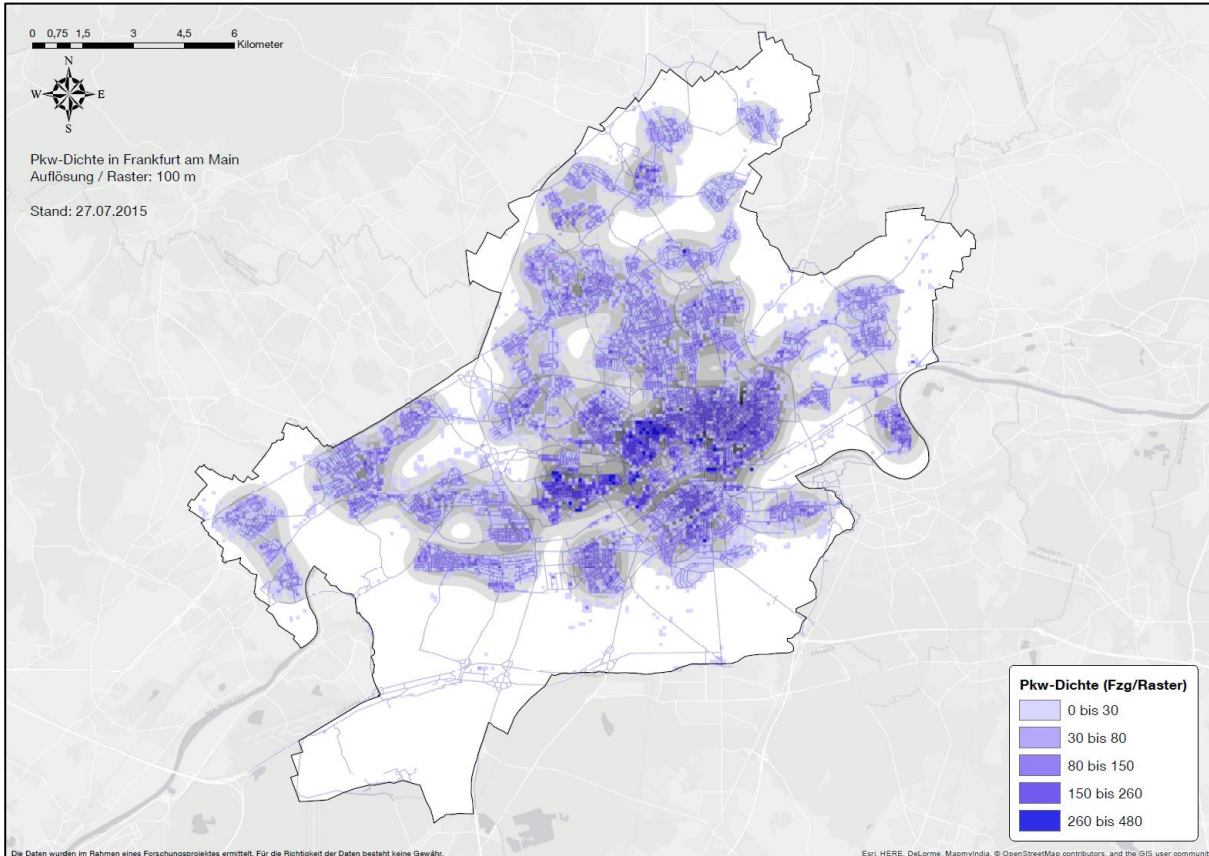 0 0,75 1,5 3 4,5 6
Kilometer
N
W E
S
Pkw-Dichte in Frankfurt am Main
Auflösung / Raster: 100 m
Stand: 27.07.2015
Pkw-Dichte (Fzg/Raster)
0 bis 30
30 bis 80
80 bis 150
150 bis 260
260 bis 480
Die Daten wurden im Rahmen eines Forschungsprojektes ermittelt. Für die Richtigkeit der Daten besteht keine Gewähr.
Esri, HERE, DeLorme, MapmyIndia, © OpenStreetMap contributors, and the GIS user community